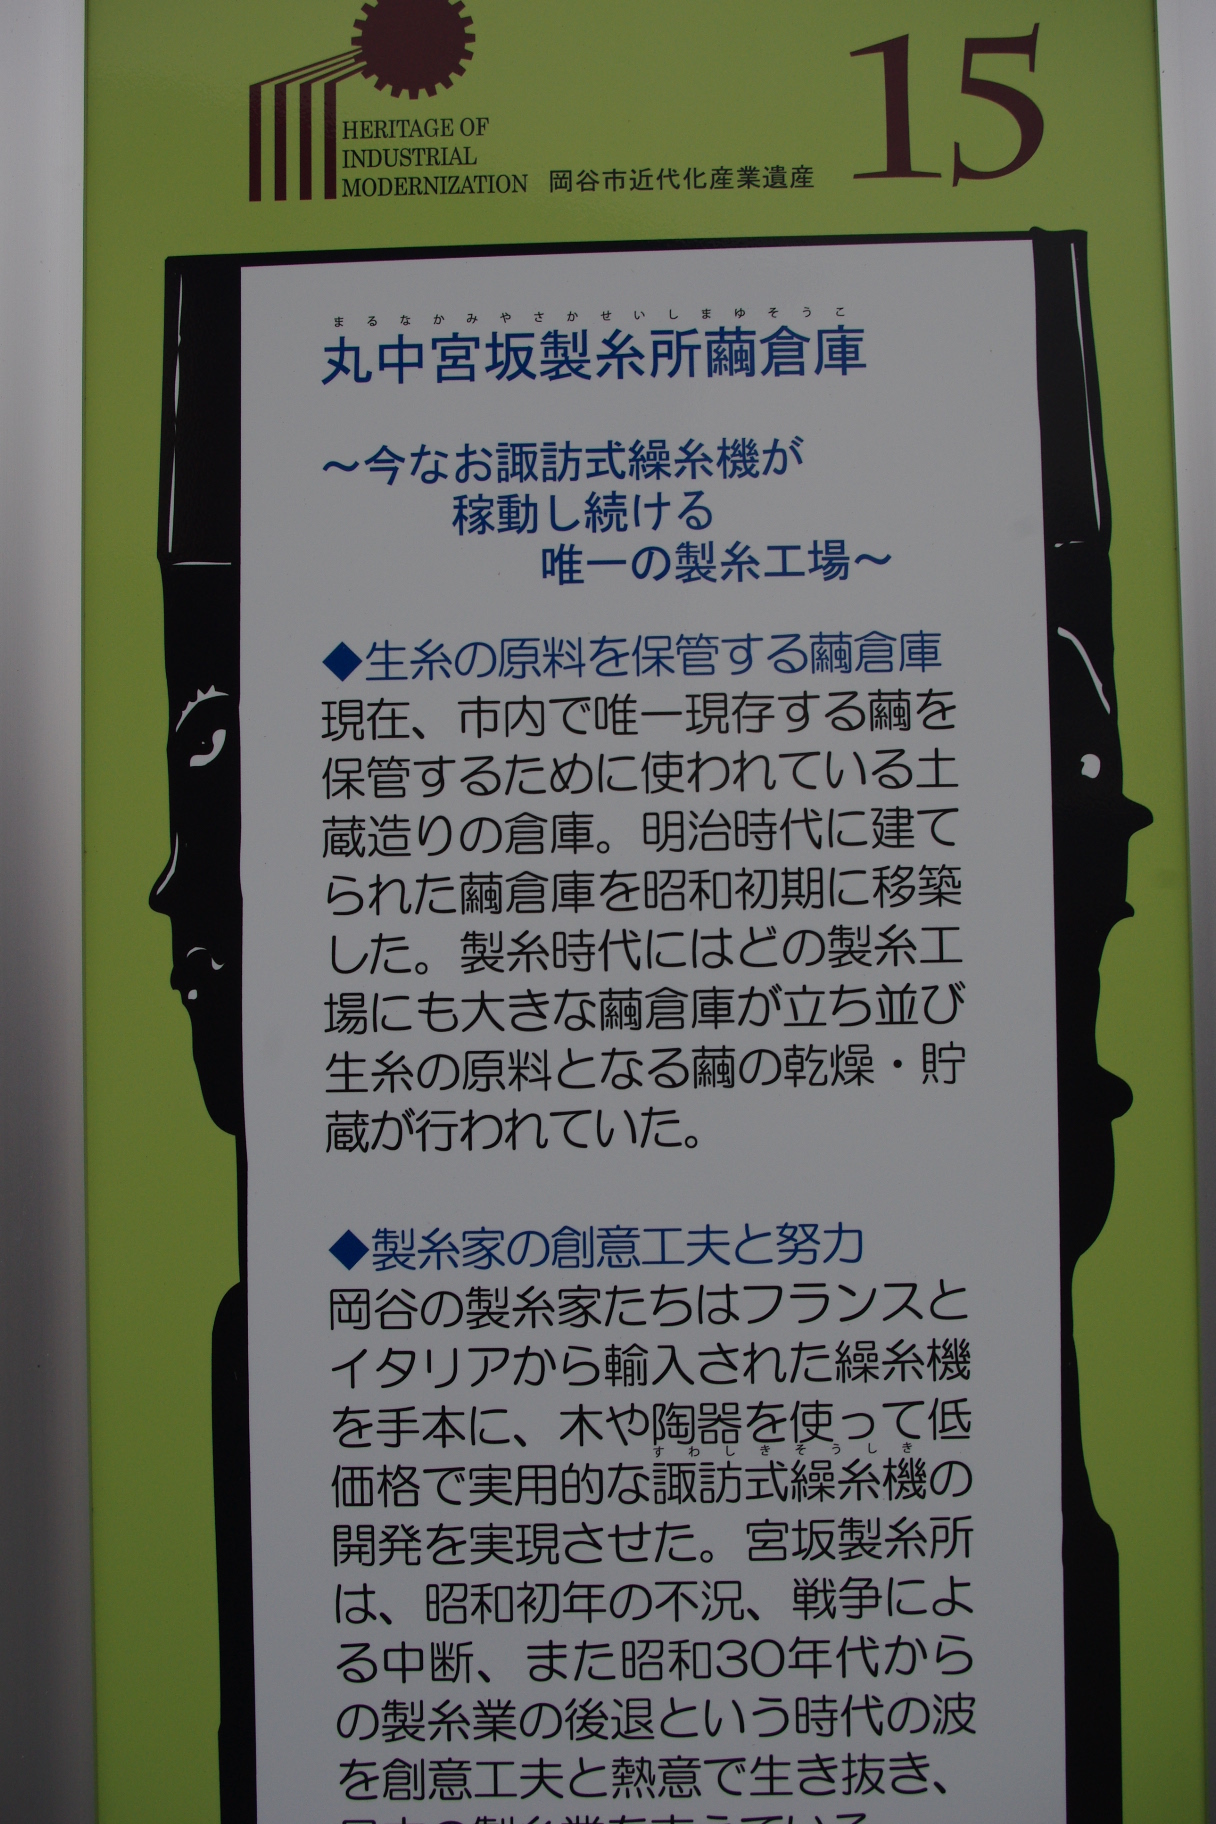 HERITAGE OF
INDUSTRIAL
MODERNIZATION 岡谷市近代化産業遺産
15
まるなかみやさかせいしまゆそうこ
丸中宮坂製糸所繭倉庫
～今なお諏訪式繰糸機が
稼動し続ける
唯一の製糸工場～
◆生糸の原料を保管する繭倉庫
現在、市内で唯一現存する繭を
保管するために使われている土
蔵造りの倉庫。明治時代に建て
られた繭倉庫を昭和初期に移築
した。製糸時代にはどの製糸工
場にも大きな繭倉庫が立ち並び
生糸の原料となる繭の乾燥・貯
蔵が行われていた。
◆製糸家の創意工夫と努力
岡谷の製糸家たちはフランスと
イタリアから輸入された繰糸機
を手本に、木や陶器を使って低
すわしきそうしき
価格で実用的な諏訪式繰糸機の
開発を実現させた。宮坂製糸所
は、昭和初年の不況、戦争によ
る中断、また昭和30年代から
の製糸業の後退という時代の波
を創意工夫と熱意で生き抜き、
日本の製糸業を支えている